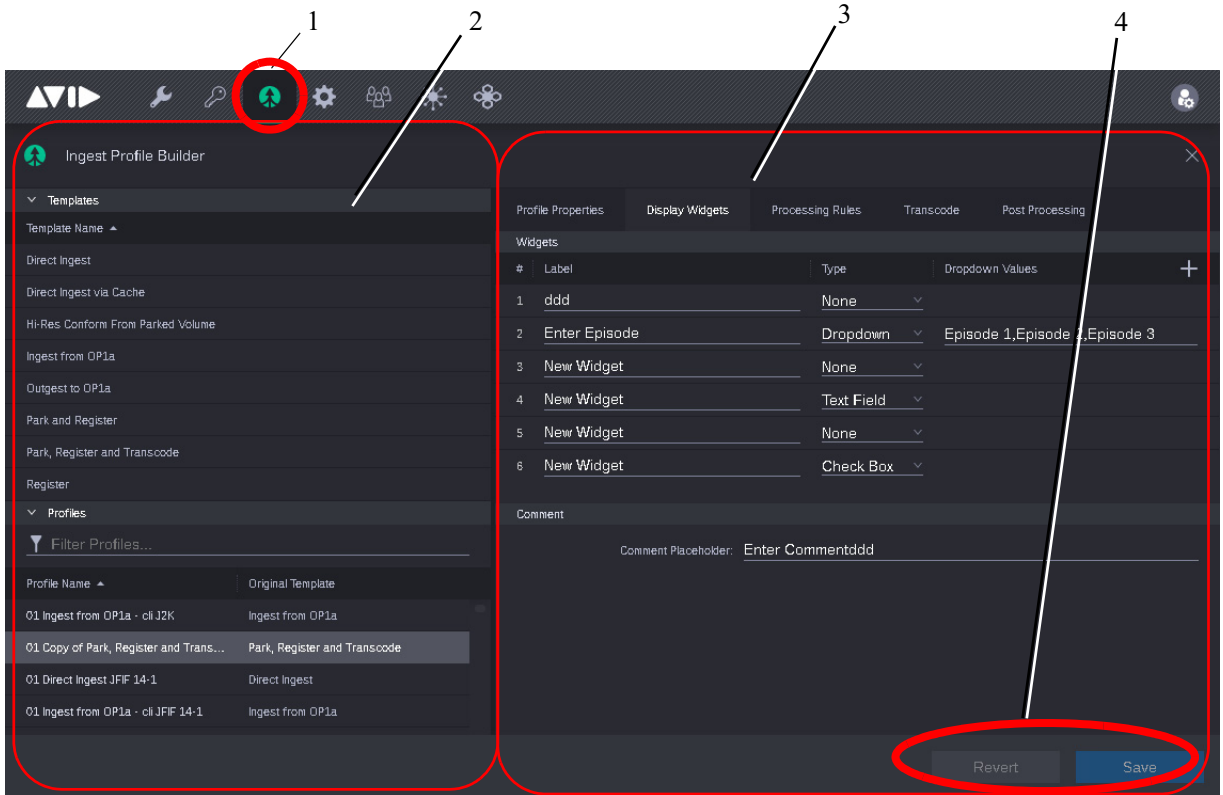 1 2 3 4
AVID
Ingest Profile Builder
Templates
Template Name
Direct Ingest
Direct Ingest via Cache
Hi-Res Conform From Parked Volume
Ingest from OP1a
Outgest to OP1a
Park and Register
Park, Register and Transcode
Register
Profiles
Filter Profiles...
Profile Name Original Template
01 Ingest from OP1a - cli J2K Ingest from OP1a
01 Copy of Park, Register and Trans... Park, Register and Transcode
01 Direct Ingest JFIF 14-1 Direct Ingest
01 Ingest from OP1a - cli JFIF 14-1 Ingest from OP1a
Profile Properties Display Widgets Processing Rules Transcode Post Processing
Widgets
# Label Type Dropdown Values +
1 ddd None
2 Enter Episode Dropdown Episode 1,Episode 2,Episode 3
3 New Widget None
4 New Widget Text Field
5 New Widget None
6 New Widget Check Box
Comment
Comment Placeholder: Enter Commentddd
Revert Save